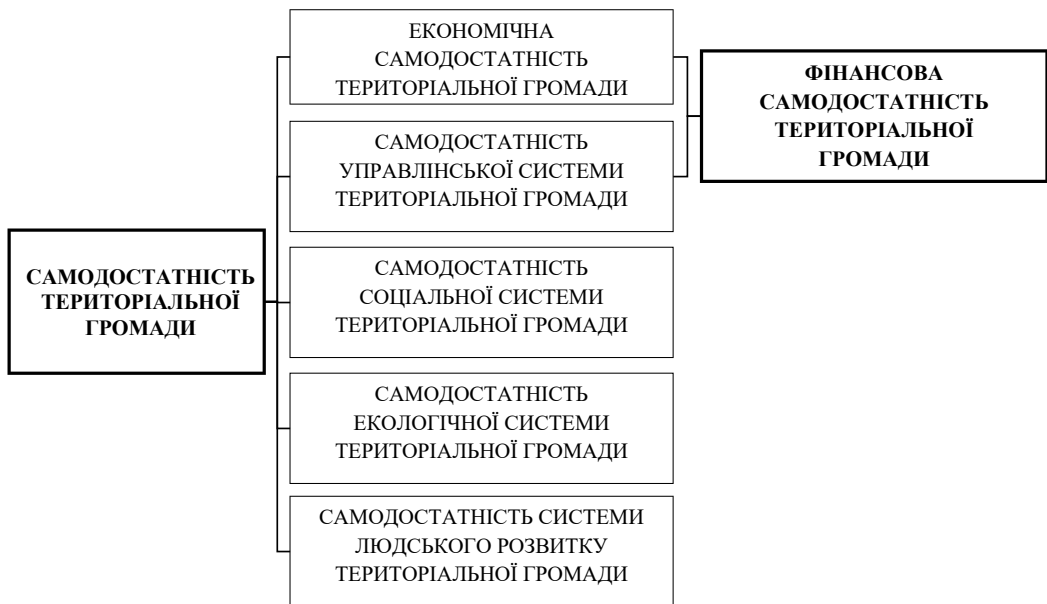 ЕКОНОМІЧНА
САМОДОСТАТНІСТЬ
ТЕРИТОРІАЛЬНОЇ ГРОМАДИ
ФІНАНСОВА
САМОДОСТАТНІСТЬ
ТЕРИТОРІАЛЬНОЇ
ГРОМАДИ
САМОДОСТАТНІСТЬ
УПРАВЛІНСЬКОЇ СИСТЕМИ
ТЕРИТОРІАЛЬНОЇ ГРОМАДИ
САМОДОСТАТНІСТЬ
ТЕРИТОРІАЛЬНОЇ
ГРОМАДИ
САМОДОСТАТНІСТЬ
СОЦІАЛЬНОЇ СИСТЕМИ
ТЕРИТОРІАЛЬНОЇ ГРОМАДИ
САМОДОСТАТНІСТЬ
ЕКОЛОГІЧНОЇ СИСТЕМИ
ТЕРИТОРІАЛЬНОЇ ГРОМАДИ
САМОДОСТАТНІСТЬ СИСТЕМИ
ЛЮДСЬКОГО РОЗВИТКУ
ТЕРИТОРІАЛЬНОЇ ГРОМАДИ